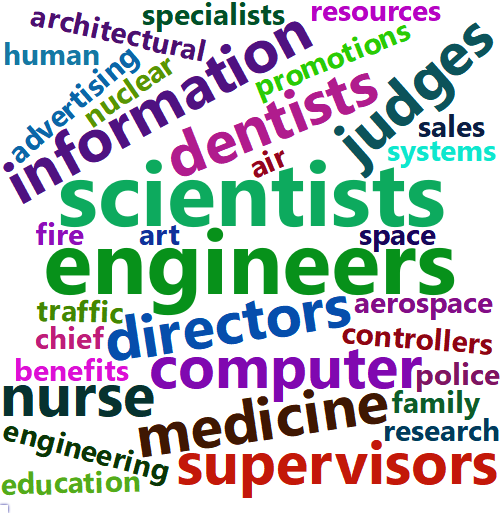 specialists
resources
architectural
human
advertising
nuclear
information
promotions
dentists
judges
air
sales
systems
scientists
fire
art
space
engineers
traffic
directors
aerospace
chief
controllers
benefits
computer
police
nurse
medicine
family
engineering
research
supervisors
education